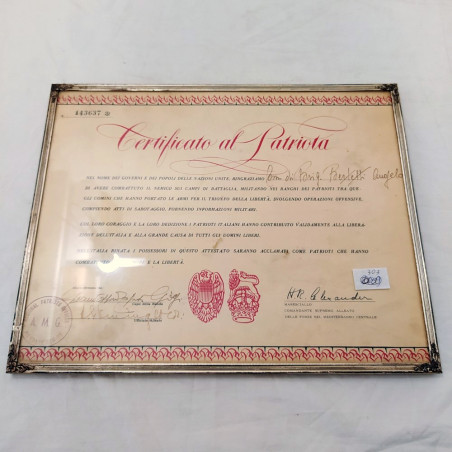 443637
Certificato al Patriota
NEL NOME DEI GOVERNI E DEI POPOLI DELLE NAZIONI UNITE, RINGRAZIAMO Angelo
DI AVERE COMBATTUTO IL NEMICO SUI CAMPI DI BATTAGLIA, MILITANDO NEI RANGHI DEI PATRIOTI TRA QUE-
GLI UOMINI CHE HANNO PORTATO LE ARMI PER IL TRIONFO DELLA LIBERTÀ, SVOLGENDO OPERAZIONI OFFENSIVE,
COMPIENDO ATTI DI SABOTAGGIO, FORNENDO INFORMAZIONI MILITARI.
COL LORO CORAGGIO E LA LORO DEDIZIONE I PATRIOTI ITALIANI HANNO CONTRIBUITO VALIDAMENTE ALLA LIBERA-
ZIONE DELL'ITALIA E ALLA GRANDE CAUSA DI TUTTI GLI UOMINI LIBERI.
NELL'ITALIA RINATA I POSSESSORI DI QUESTO ATTESTATO SARANNO ACCLAMATI COME PATRIOTI CHE HANNO
COMBATTUTO E LA LIBERTÀ.
H.R. Alexander
MARESCIALLO
COMANDANTE SUPREMO ALLEATO
DELLE FORZE DEL MEDITERRANEO CENTRALE
A M G